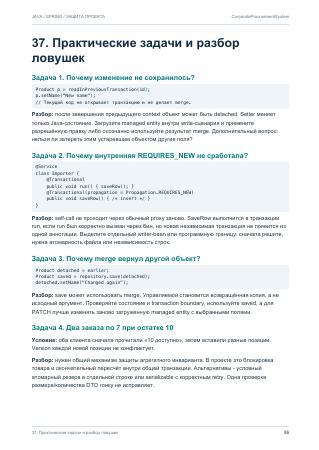 JAVA / SPRING / ЗАЩИТА ПРОЕКТА
CorporateProcurementSystem
37. Практические задачи и разбор
ловушек
Задача 1. Почему изменение не сохранилось?
Product p = readInPreviousTransaction(id);
p.setName("New name");
// Текущий код не открывает транзакцию и не делает merge.
Разбор: после завершения предыдущего context объект может быть detached. Setter меняет
только Java-состояние. Загрузите managed entity внутри write-сценария и примените
разрешённую правку либо осознанно используйте результат merge. Дополнительный вопрос:
нельзя ли затереть этим устаревшим объектом другие поля?
Задача 2. Почему внутренняя REQUIRES_NEW не сработала?
@Service
class Importer {
@Transactional
public void run() { saveRow(); }
@Transactional(propagation = Propagation.REQUIRES_NEW)
public void saveRow() { /* insert */ }
}
Разбор: self-call не проходит через обычный proxy заново. SaveRow выполнится в транзакции
run, если run был корректно вызван через бин, но новая независимая транзакция не появится из
одной аннотации. Выделите отдельный writer-bean или программную границу; сначала решите,
нужна атомарность файла или независимость строк.
Задача 3. Почему merge вернул другой объект?
Product detached = earlier;
Product saved = repository.save(detached);
detached.setName("Changed again");
Разбор: save может использовать merge. Управляемой становится возвращённая копия, а не
исходный аргумент. Проверяйте состояние и transaction boundary, используйте saved, а для
PATCH лучше изменять заново загруженную managed entity с выбранными полями.
Задача 4. Два заказа по 7 при остатке 10
Условие: оба клиента сначала прочитали «10 доступно», затем вставили разные позиции.
Version каждой новой позиции не конфликтует.
Разбор: нужен общий механизм защиты агрегатного инварианта. В проекте это блокировка
товара и окончательный пересчёт внутри общей транзакции. Альтернативы - условный
атомарный резерв в отдельной строке или serializable с корректным retry. Одна проверка
размера/количества DTO гонку не исправляет.
37. Практические задачи и разбор ловушек